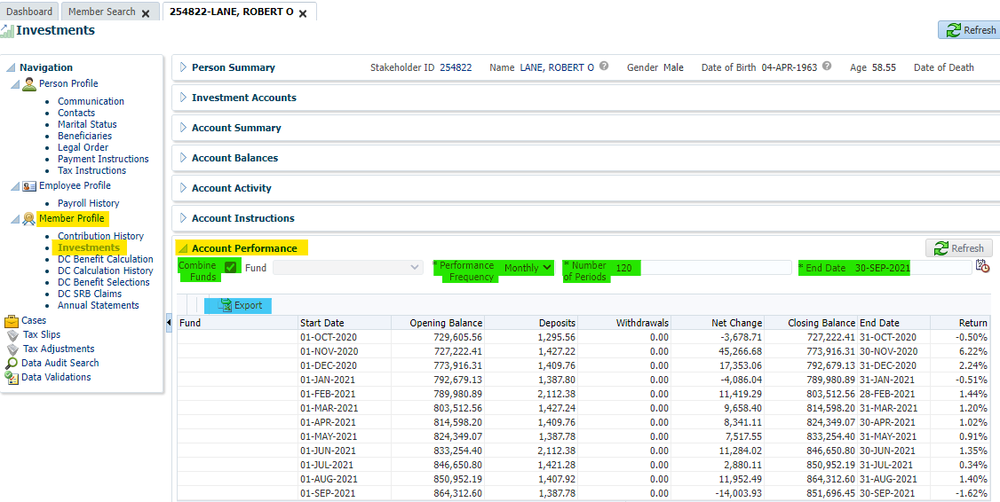 Dashboard Member Search 254822-LANE, ROBERT O
Investments
Refresh
Navigation
Person Profile
Communication
Contacts
Marital Status
Beneficiaries
Legal Order
Payment Instructions
Tax Instructions
Employee Profile
Payroll History
Member Profile
Contribution History
Investments
DC Benefit Calculation
DC Calculation History
DC Benefit Selections
DC SRB Claims
Annual Statements
Cases
Tax Slips
Tax Adjustments
Data Audit Search
Data Validations
Person Summary Stakeholder ID 254822 Name LANE, ROBERT O Gender Male Date of Birth 04-APR-1963 Age 58.55 Date of Death
Investment Accounts
Account Summary
Account Balances
Account Activity
Account Instructions
Account Performance Refresh
Combine Funds Fund * Performance Frequency Monthly * Number of Periods 120 * End Date 30-SEP-2021
Export
Fund Start Date Opening Balance Deposits Withdrawals Net Change Closing Balance End Date Return
01-OCT-2020 729,605.56 1,295.56 0.00 -3,678.71 727,222.41 31-OCT-2020 -0.50%
01-NOV-2020 727,222.41 1,427.22 0.00 45,266.68 773,916.31 30-NOV-2020 6.22%
01-DEC-2020 773,916.31 1,409.76 0.00 17,353.06 792,679.13 31-DEC-2020 2.24%
01-JAN-2021 792,679.13 1,387.80 0.00 -4,086.04 789,980.89 31-JAN-2021 -0.51%
01-FEB-2021 789,980.89 2,112.38 0.00 11,419.29 803,512.56 28-FEB-2021 1.44%
01-MAR-2021 803,512.56 1,427.24 0.00 9,658.40 814,598.20 31-MAR-2021 1.20%
01-APR-2021 814,598.20 1,409.76 0.00 8,341.11 824,349.07 30-APR-2021 1.02%
01-MAY-2021 824,349.07 1,387.78 0.00 7,517.55 833,254.40 31-MAY-2021 0.91%
01-JUN-2021 833,254.40 2,112.38 0.00 11,284.02 846,650.80 30-JUN-2021 1.35%
01-JUL-2021 846,650.80 1,421.28 0.00 2,880.11 850,952.19 31-JUL-2021 0.34%
01-AUG-2021 850,952.19 1,407.92 0.00 11,952.49 864,312.60 31-AUG-2021 1.40%
01-SEP-2021 864,312.60 1,387.78 0.00 -14,003.93 851,696.45 30-SEP-2021 -1.62%